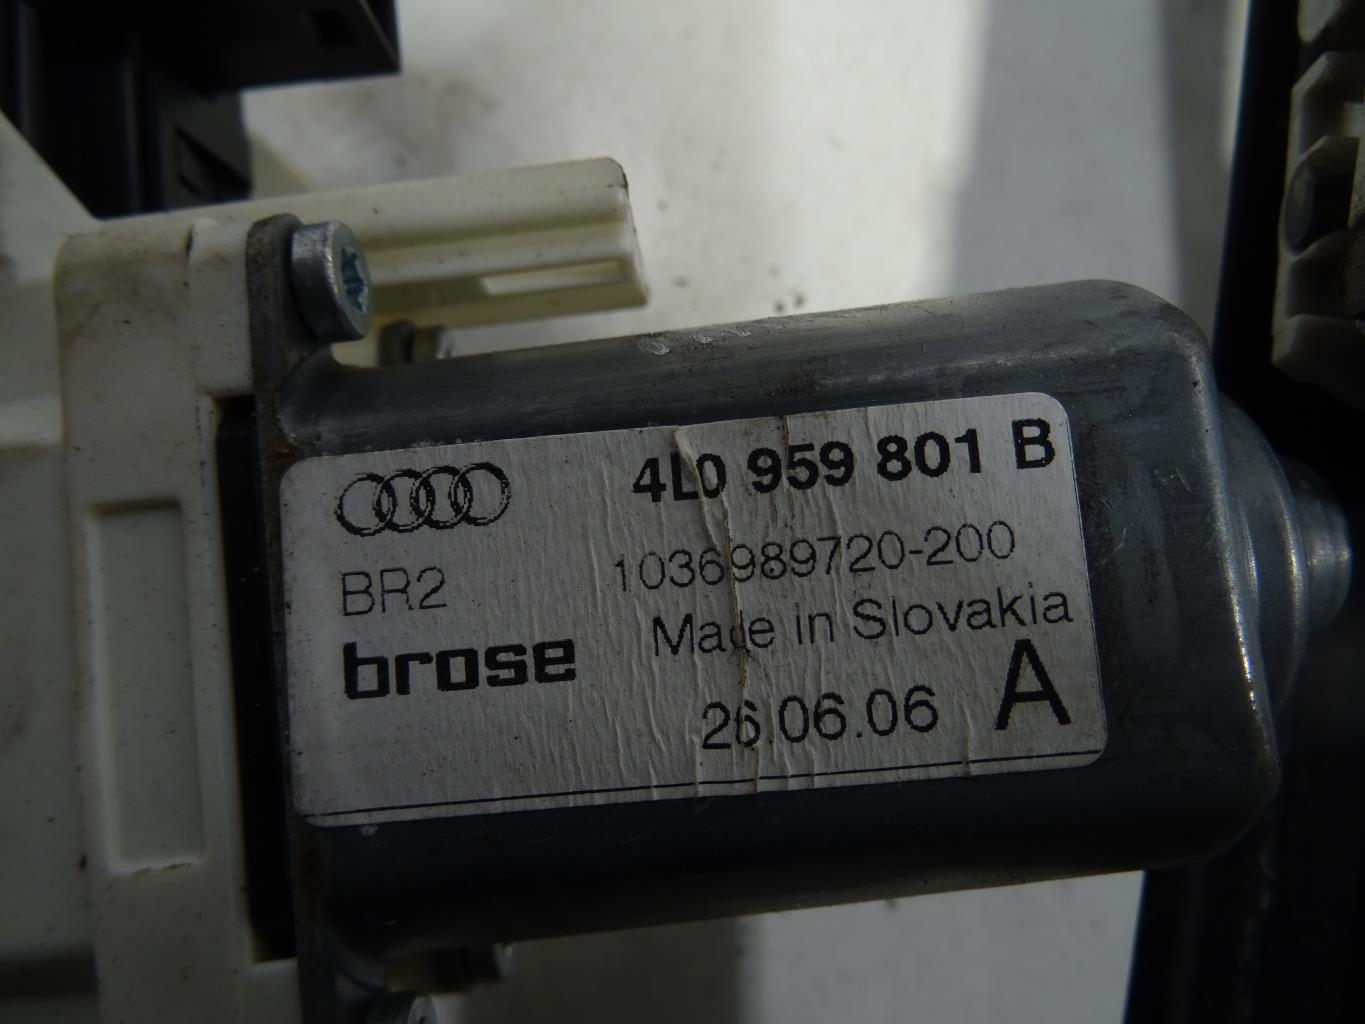 4L0 959 801 B
BR2 1036989720-200
Made in Slovakia
brose
26.06.06 A